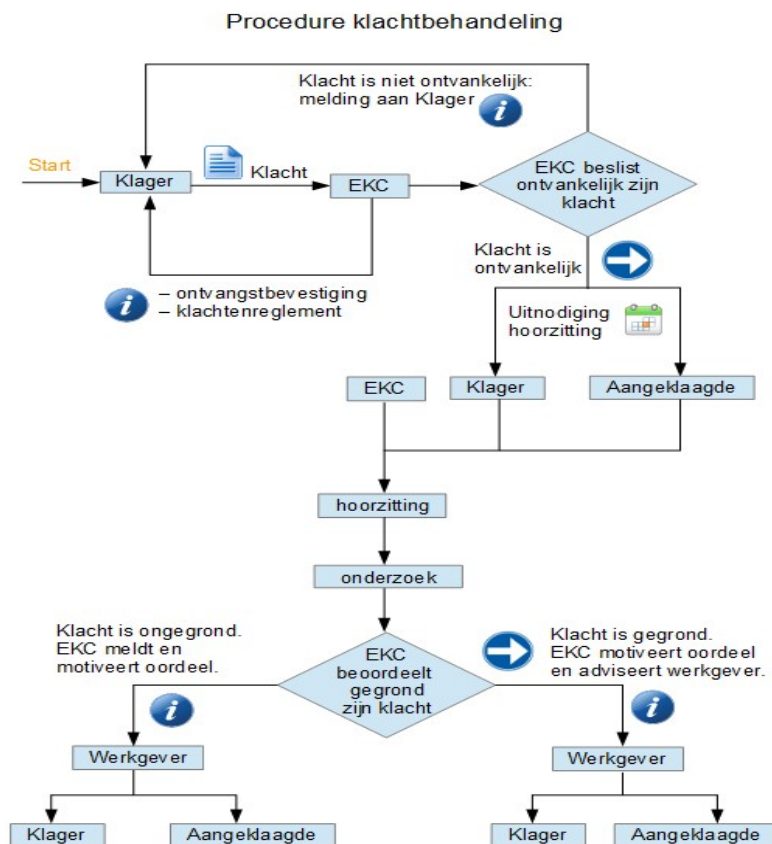 Procedure klachtbehandeling
Klacht is niet ontvankelijk:
melding aan Klager
Start
Klager
Klacht
EKC
EKC beslist
ontvankelijk zijn
klacht
Klacht is
ontvankelijk
– ontvangstbevestiging
– klachtenreglement
Uitnodiging
hoorzitting
EKC
Klager
Aangeklaagde
hoorzitting
onderzoek
Klacht is ongegrond.
EKC meldt en
motiveert oordeel.
EKC
beoordeelt
gegrond
zijn klacht
Klacht is gegrond.
EKC motiveert oordeel
en adviseert werkgever.
Werkgever
Werkgever
Klager
Aangeklaagde
Klager
Aangeklaagde